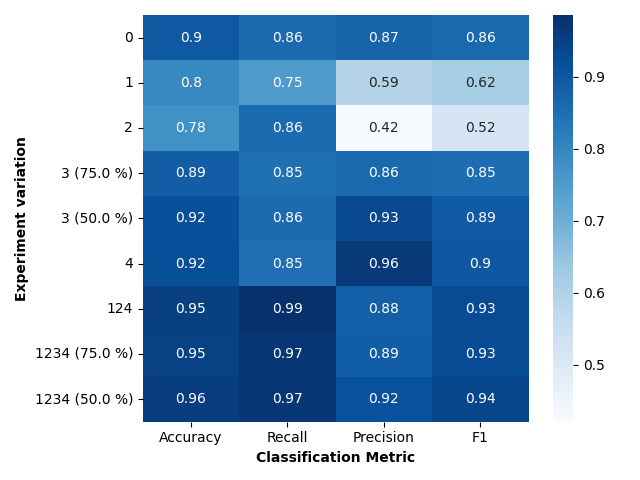 0 0.9 0.86 0.87 0.86
1 0.8 0.75 0.59 0.62
2 0.78 0.86 0.42 0.52
3 (75.0 %) 0.89 0.85 0.86 0.85
3 (50.0 %) 0.92 0.86 0.93 0.89
4 0.92 0.85 0.96 0.9
124 0.95 0.99 0.88 0.93
1234 (75.0 %) 0.95 0.97 0.89 0.93
1234 (50.0 %) 0.96 0.97 0.92 0.94
Accuracy Recall Precision F1
Classification Metric
Experiment variation
0.9
0.8
0.7
0.6
0.5